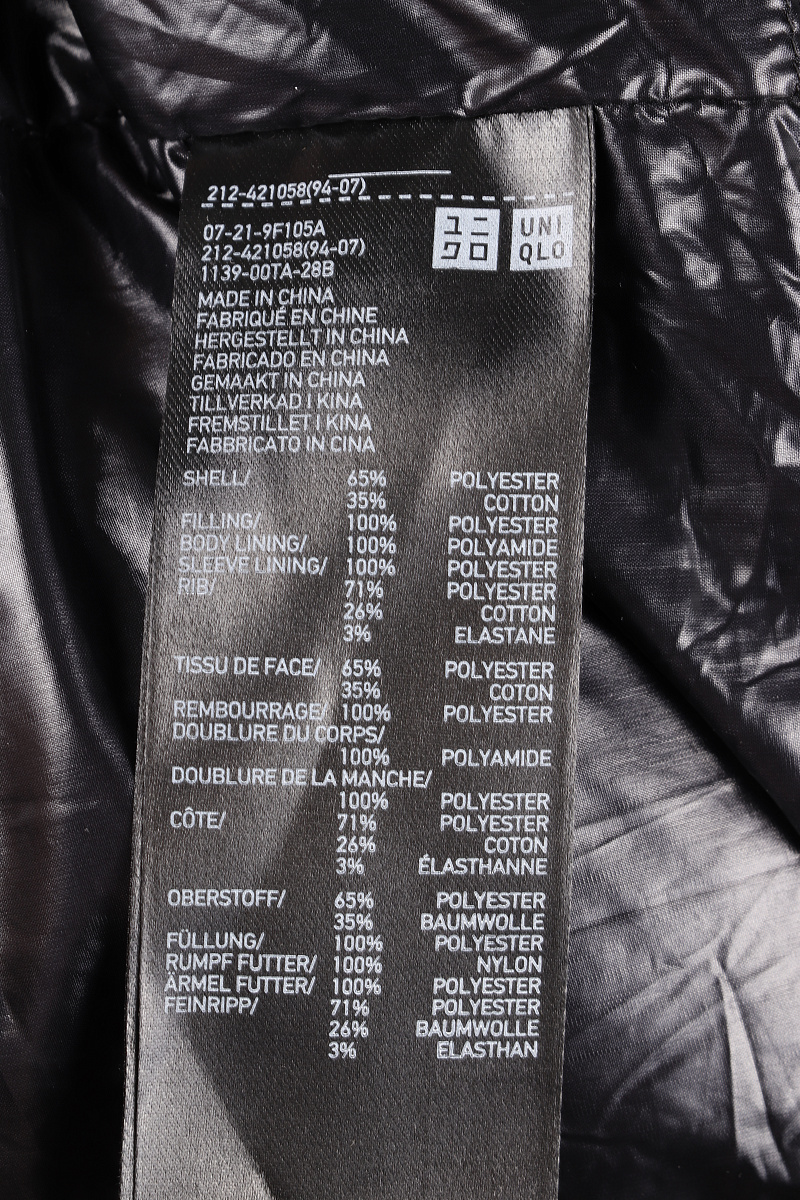 212-421058(94-07)
07-21-9F105A
212-421058(94-07)
1139-00TA-28B
ユニ
クロ
UNI
QLO
MADE IN CHINA
FABRIQUÉ EN CHINE
HERGESTELLT IN CHINA
FABRICADO EN CHINA
GEMAAKT IN CHINA
TILLVERKAD I KINA
FREMSTILLET I KINA
FABBRICATO IN CINA
SHELL/ 65% POLYESTER
35% COTTON
FILLING/ 100% POLYESTER
BODY LINING/ 100% POLYAMIDE
SLEEVE LINING/ 100% POLYESTER
RIB/ 71% POLYESTER
26% COTTON
3% ELASTANE
TISSU DE FACE/ 65% POLYESTER
35% COTON
REMBOURRAGE/ 100% POLYESTER
DOUBLURE DU CORPS/
100% POLYAMIDE
DOUBLURE DE LA MANCHE/
100% POLYESTER
CÔTE/ 71% POLYESTER
26% COTON
3% ÉLASTHANNE
OBERSTOFF/ 65% POLYESTER
35% BAUMWOLLE
FÜLLUNG/ 100% POLYESTER
RUMPF FUTTER/ 100% NYLON
ÄRMEL FUTTER/ 100% POLYESTER
FEINRIPP/ 71% POLYESTER
26% BAUMWOLLE
3% ELASTHAN